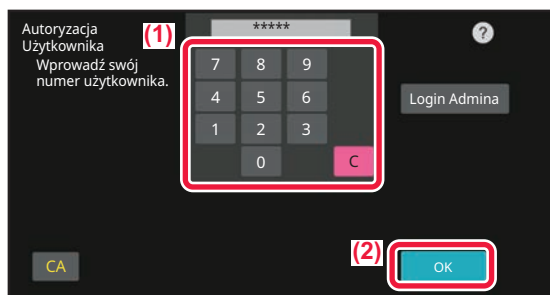 Autoryzacja
Użytkownika
Wprowadź swój
numer użytkownika.
(1)
*****
?
7 8 9
4 5 6
1 2 3
0 C
Login Admina
CA
(2)
OK